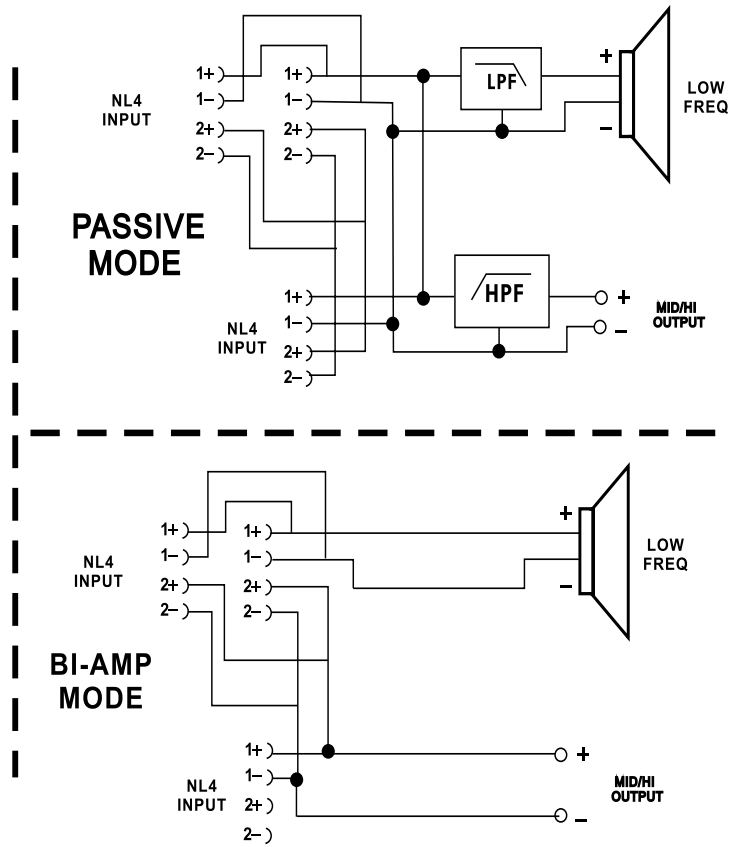 1+ 1+
1– 1–
NL4
INPUT
2+ 2+
2– 2–
LPF
+
–
LOW
FREQ
PASSIVE
MODE
1+
1–
NL4
INPUT
2+
2–
HPF
+
–
MID/HI
OUTPUT
1+ 1+
1– 1–
NL4
INPUT
2+ 2+
2– 2–
+
–
LOW
FREQ
BI-AMP
MODE
1+
1–
NL4
INPUT
2+
2–
+
–
MID/HI
OUTPUT